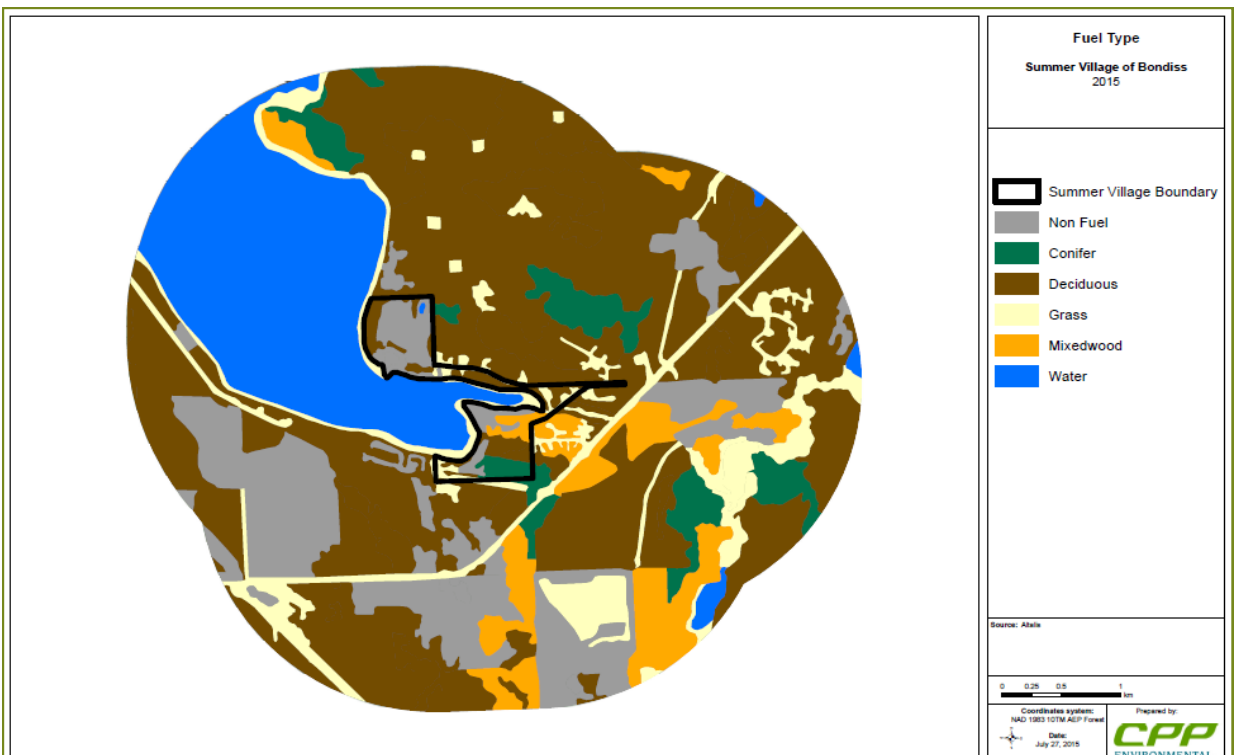 Fuel Type
Summer Village of Bondiss
2015
Summer Village Boundary
Non Fuel
Conifer
Deciduous
Grass
Mixedwood
Water
Source: Altalis
0 0.25 0.5 1
km
Coordinates system:
NAD 1983 10TM AEP Forest
Date:
July 27, 2015
Prepared by:
CPP
ENVIRONMENTAL